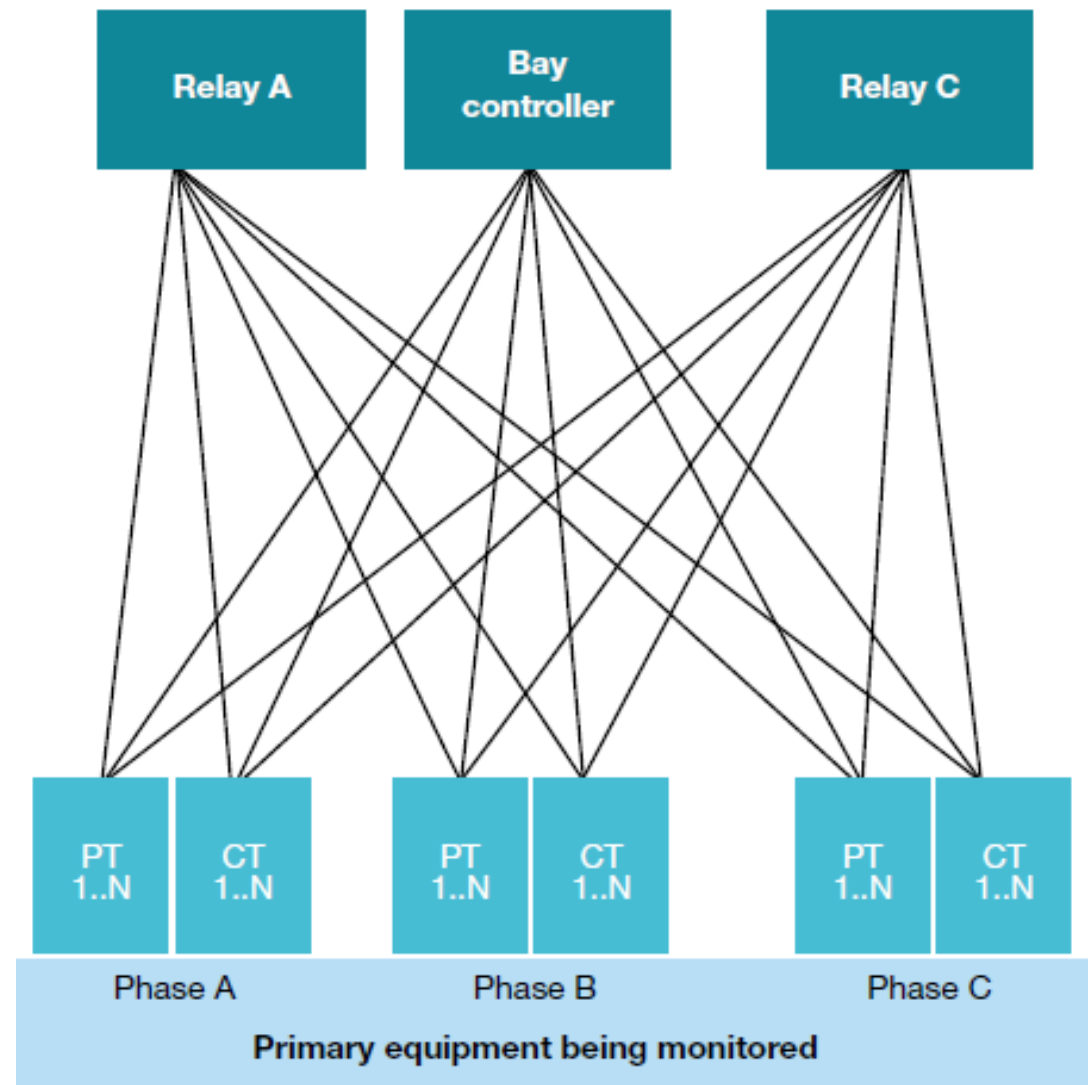 Relay A
Bay
controller
Relay C
PT
1..N
CT
1..N
PT
1..N
CT
1..N
PT
1..N
CT
1..N
Phase A
Phase B
Phase C
Primary equipment being monitored